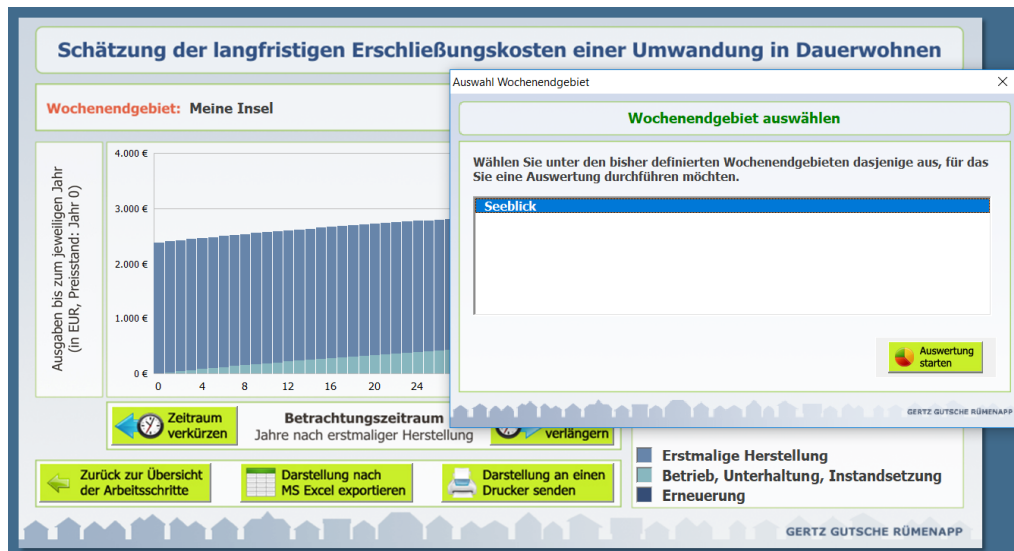 Schätzung der langfristigen Erschließungskosten einer Umwandung in Dauerwohnen
Wochenendgebiet: Meine Insel
Ausgaben bis zum jeweiligen Jahr
(in EUR, Preisstand: Jahr 0)
4.000 €
3.000 €
2.000 €
1.000 €
0 €
0 4 8 12 16 20 24
Auswahl Wochenendgebiet
Wochenendgebiet auswählen
Wählen Sie unter den bisher definierten Wochenendgebieten dasjenige aus, für das
Sie eine Auswertung durchführen möchten.
Seeblick
Auswertung
starten
GERTZ GUTSCHE RÜMENAPP
Zeitraum
verkürzen
Betrachtungszeitraum
Jahre nach erstmaliger Herstellung
verlängern
Erstmalige Herstellung
Betrieb, Unterhaltung, Instandsetzung
Erneuerung
Zurück zur Übersicht
der Arbeitsschritte
Darstellung nach
MS Excel exportieren
Darstellung an einen
Drucker senden
GERTZ GUTSCHE RÜMENAPP